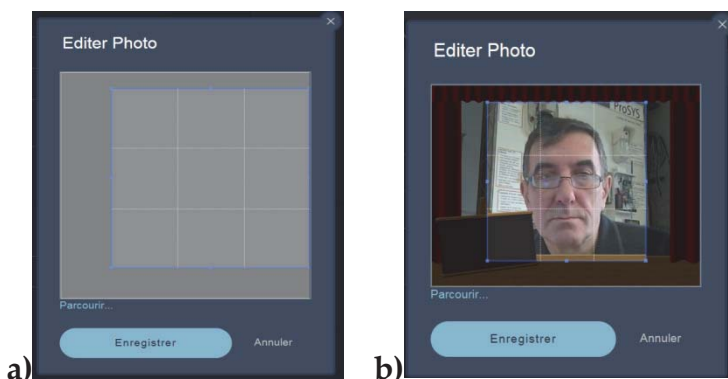 Editer Photo
Parcourir...
Enregistrer Annuler
a)
Editer Photo
ProSYS
Parcourir...
Enregistrer Annuler
b)